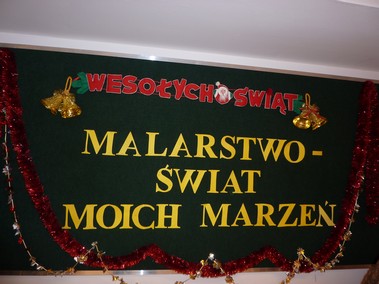 WESOŁYCH ŚWIĄT
MALARSTWO -
ŚWIAT
MOICH MARZEŃ